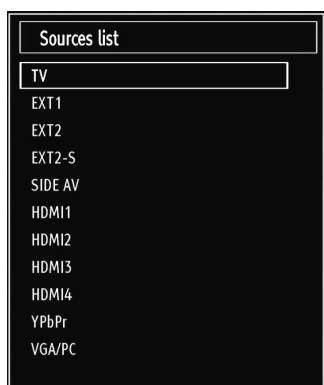 Sources list
TV
EXT1
EXT2
EXT2-S
SIDE AV
HDMI1
HDMI2
HDMI3
HDMI4
YPbPr
VGA/PC